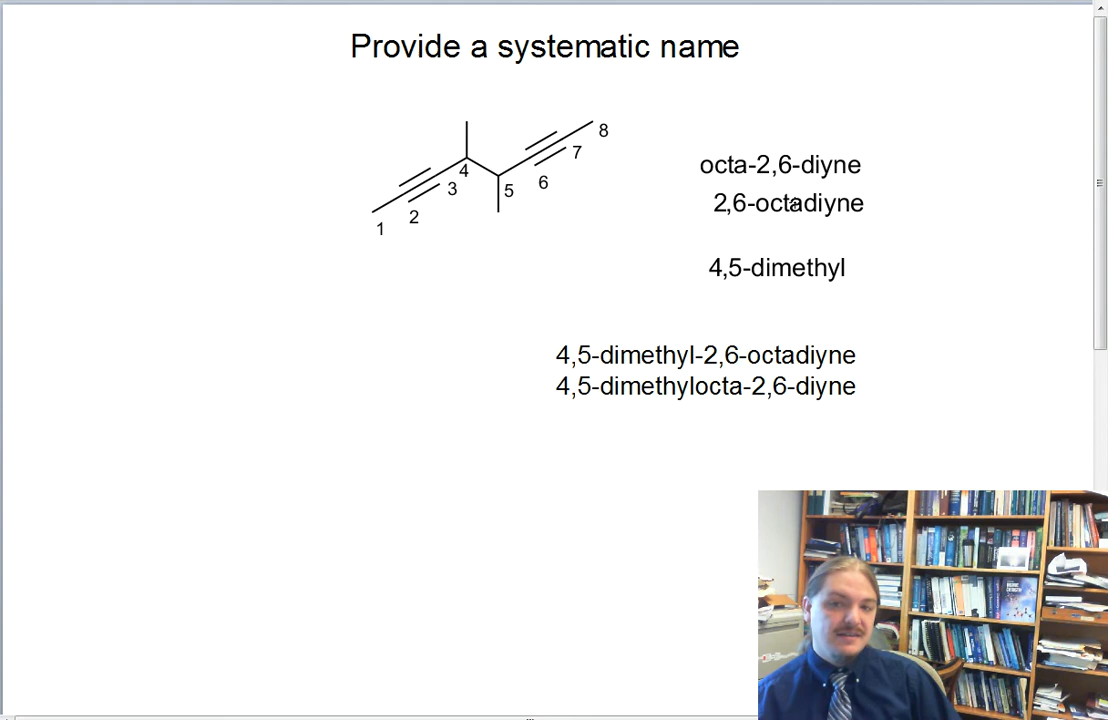 Provide a systematic name
1
2
3
4
5
6
7
8
octa-2,6-diyne
2,6-octadiyne
4,5-dimethyl
4,5-dimethyl-2,6-octadiyne
4,5-dimethylocta-2,6-diyne